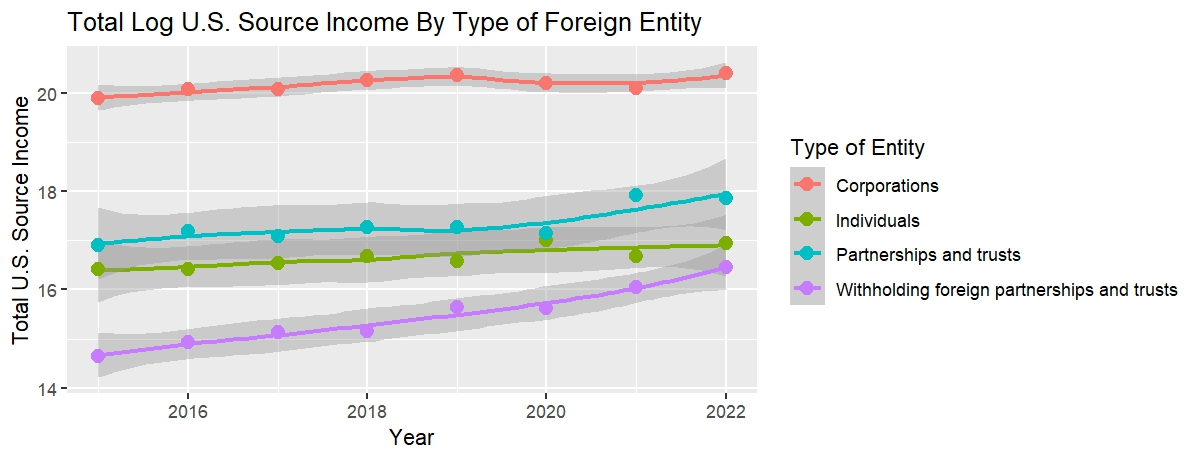 Total Log U.S. Source Income By Type of Foreign Entity
Total U.S. Source Income
20
18
16
14
2016
2018
2020
2022
Year
Type of Entity
Corporations
Individuals
Partnerships and trusts
Withholding foreign partnerships and trusts